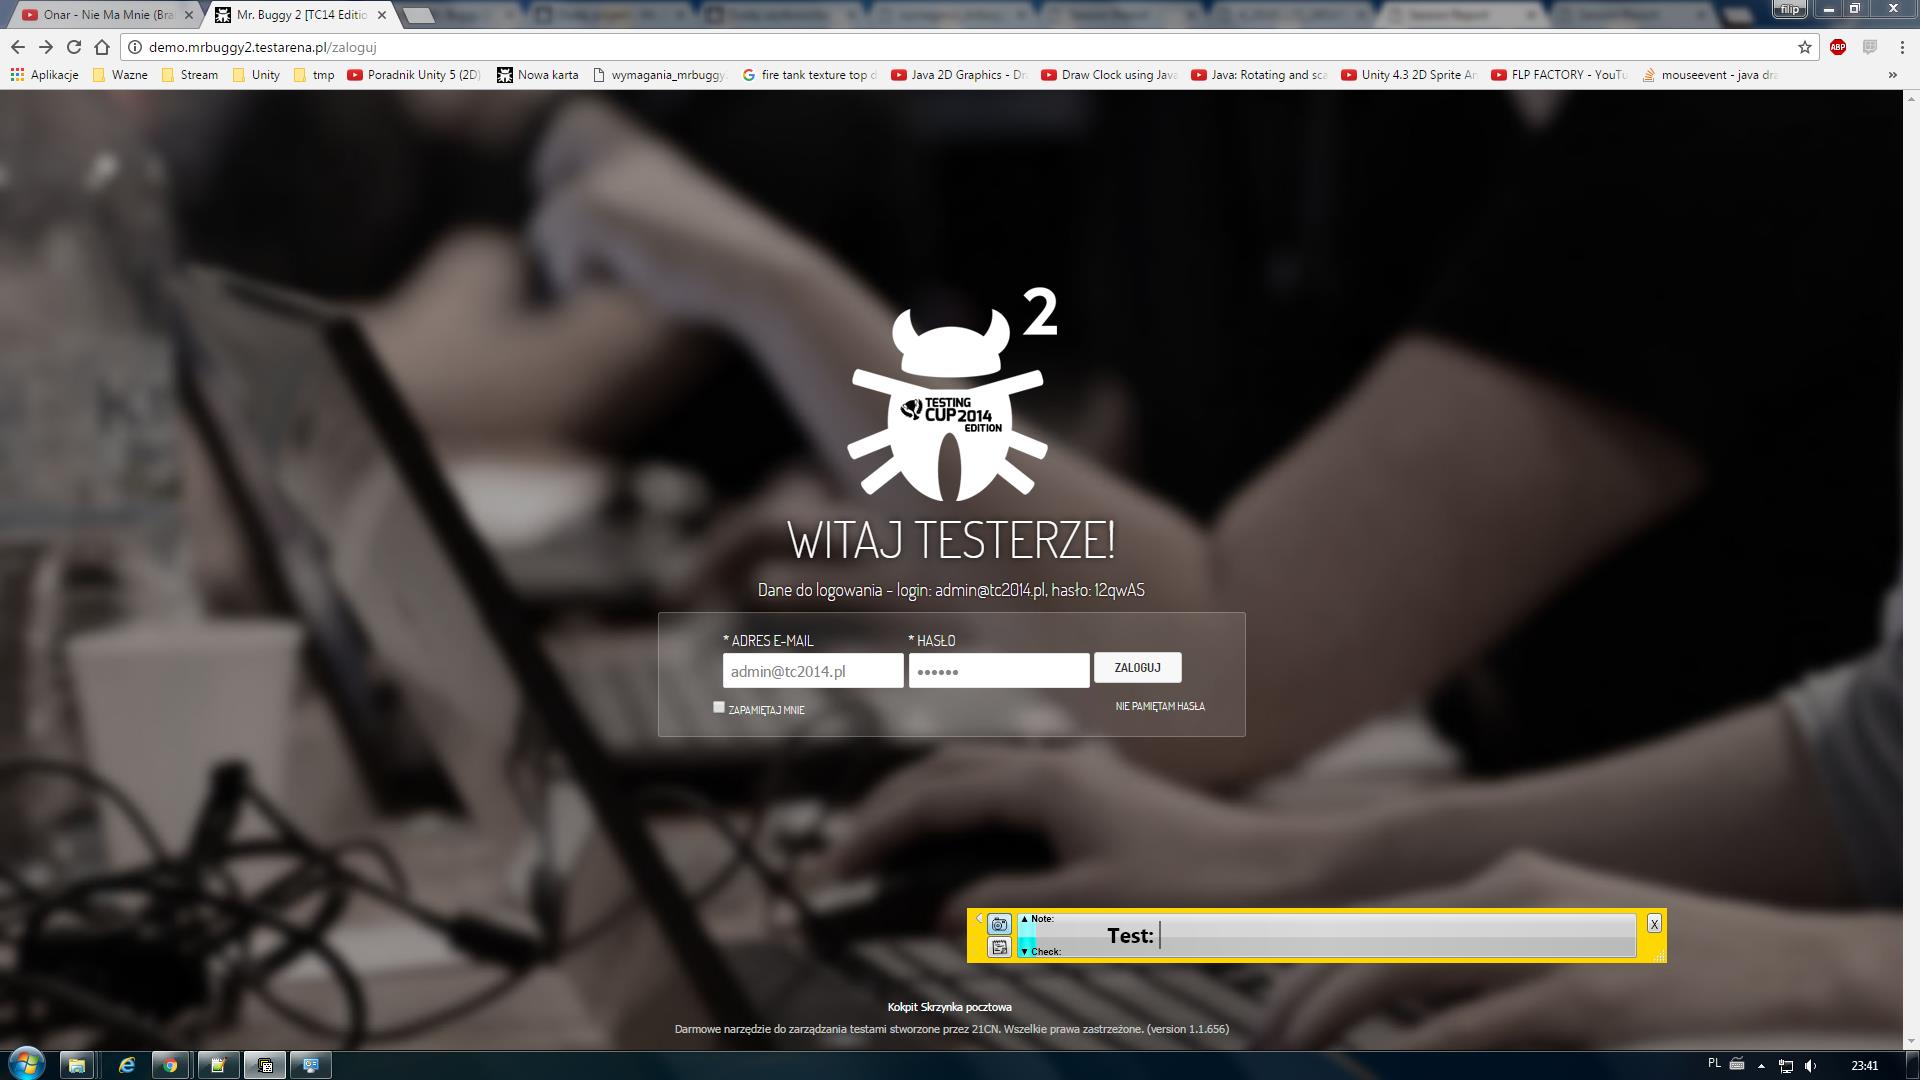 Onar - Nie Ma Mnie (Bra
Mr. Buggy 2 [TC14 Editio
filip
demo.mrbuggy2.testarena.pl/zaloguj
ABP
Aplikacje
Wazne
Stream
Unity
tmp
Poradnik Unity 5 (2D)
Nowa karta
wymagania_mrbuggy
fire tank texture top d
Java 2D Graphics - Dr
Draw Clock using Java
Java: Rotating and sca
Unity 4.3 2D Sprite An
FLP FACTORY - YouTu
mouseevent - java dra
2
TESTING
CUP 2014
EDITION
WITAJ TESTERZE!
Dane do logowania - login: admin@tc2014.pl, hasło: 12qwAS
* ADRES E-MAIL
* HASŁO
admin@tc2014.pl
ZALOGUJ
ZAPAMIĘTAJ MNIE
NIE PAMIĘTAM HASŁA
▲ Note:
Test:
▼ Check:
X
Kokpit Skrzynka pocztowa
Darmowe narzędzie do zarządzania testami stworzone przez 21CN. Wszelkie prawa zastrzeżone. (version 1.1.656)
PL
23:41